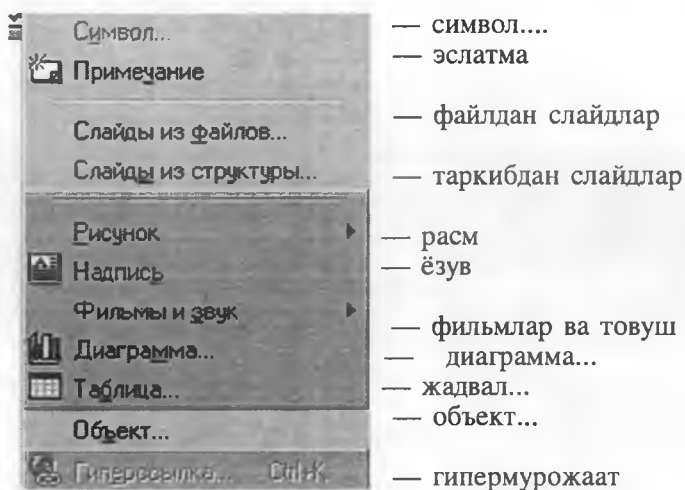 Символ... — символ....
Примечание — эслатма
Слайды из файлов... — файлдан слайдлар
Слайды из структуры... — таркибдан слайдлар
Рисунок — расм
Надпись — ёзув
Фильмы и звук — фильмлар ва товуш
Диаграмма... — диаграмма...
Таблица... — жадвал...
Объект... — объект...
Гиперссылка... Ctrl+K — гипермурожаат